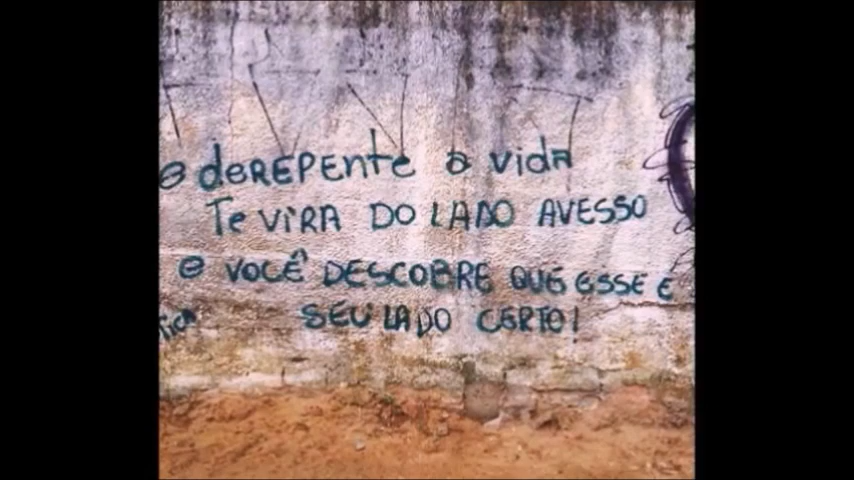 e deREPEnte a vida
Te ViRA DO LADO AVESSO
e VOCÊ DESCOBRE QUE ESSE E
SEU LADO CERTO!